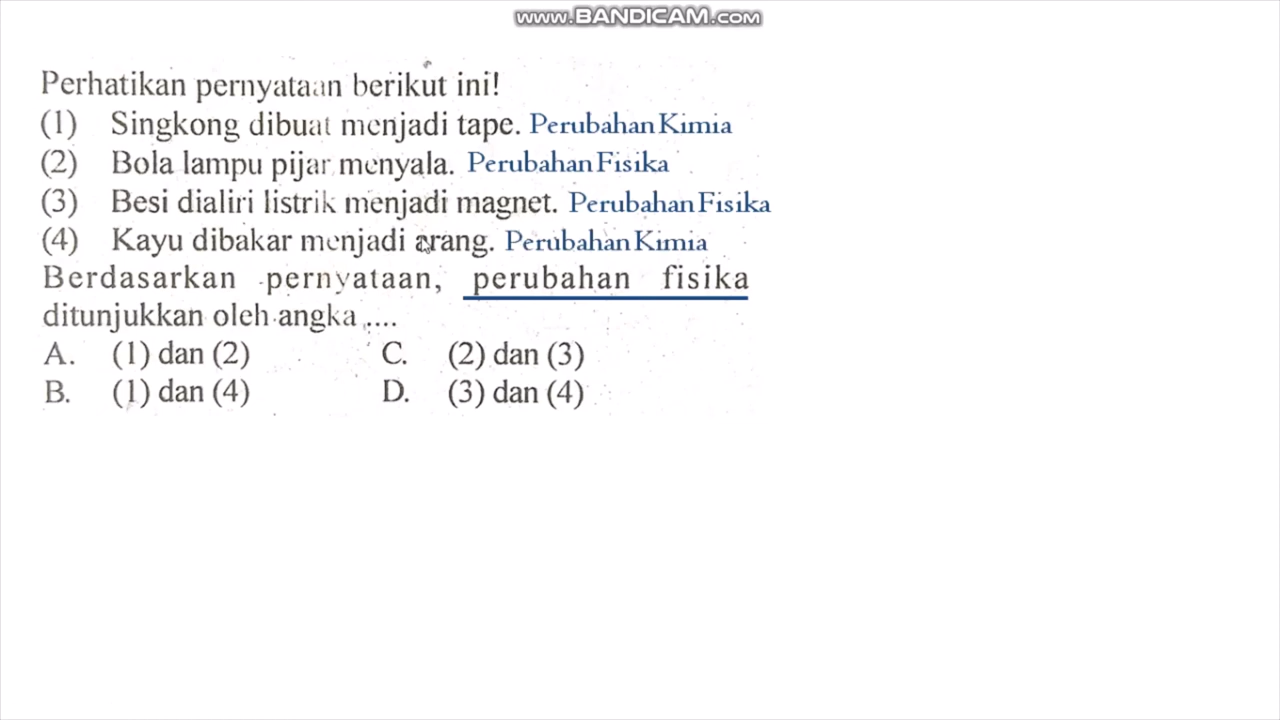 www.BANDICAM.com
Perhatikan pernyataan berikut ini!
(1) Singkong dibuat menjadi tape. Perubahan Kimia
(2) Bola lampu pijar menyala. Perubahan Fisika
(3) Besi dialiri listrik menjadi magnet. Perubahan Fisika
(4) Kayu dibakar menjadi arang. Perubahan Kimia
Berdasarkan pernyataan, perubahan fisika
ditunjukkan oleh angka ....
A. (1) dan (2) C. (2) dan (3)
B. (1) dan (4) D. (3) dan (4)